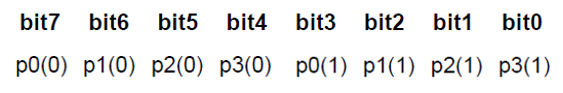 bit7 bit6 bit5 bit4 bit3 bit2 bit1 bit0
p0(0) p1(0) p2(0) p3(0) p0(1) p1(1) p2(1) p3(1)